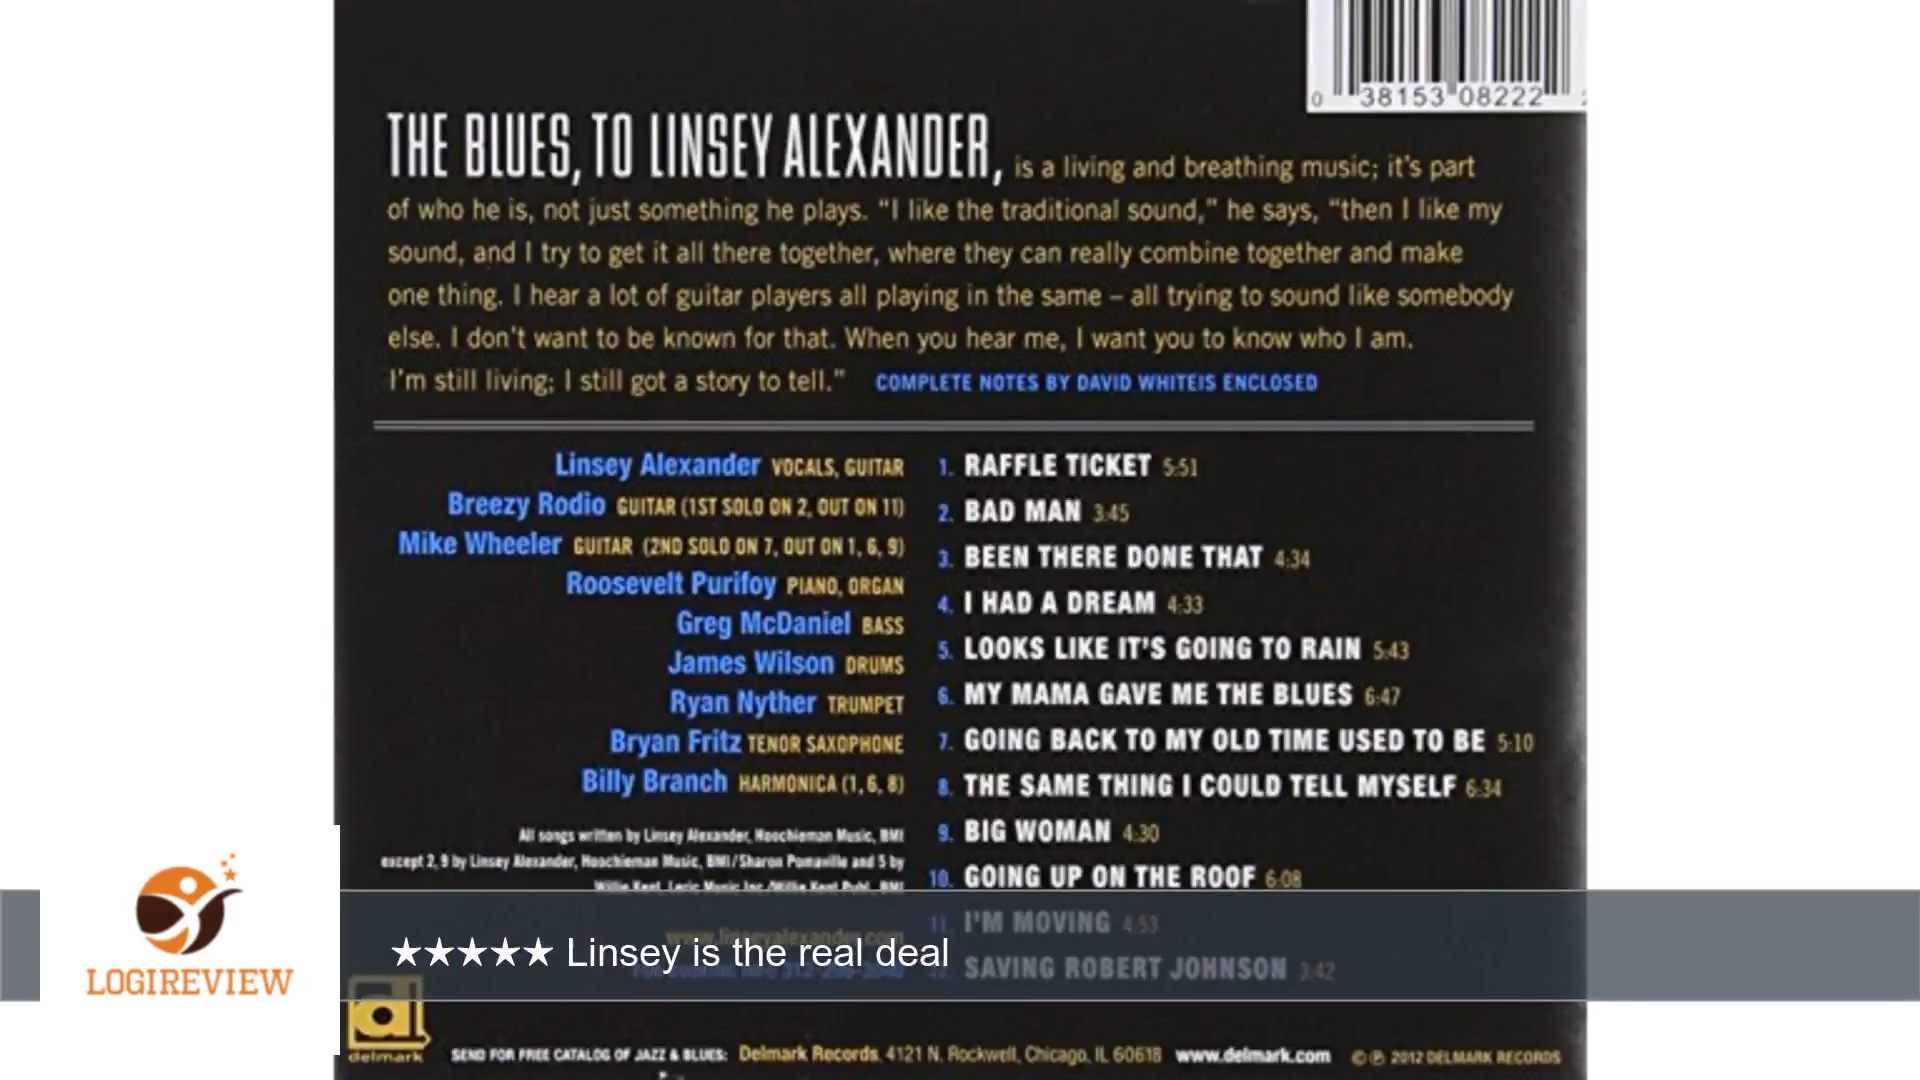 0 38153 08222
THE BLUES, TO LINSEY ALEXANDER, is a living and breathing music; it's part
of who he is, not just something he plays. "I like the traditional sound," he says, "then I like my
sound, and I try to get it all there together, where they can really combine together and make
one thing. I hear a lot of guitar players all playing in the same – all trying to sound like somebody
else. I don't want to be known for that. When you hear me, I want you to know who I am.
I'm still living; I still got a story to tell." COMPLETE NOTES BY DAVID WHITEIS ENCLOSED
Linsey Alexander VOCALS, GUITAR
Breezy Rodio GUITAR (1ST SOLO ON 2, OUT ON 11)
Mike Wheeler GUITAR (2ND SOLO ON 7, OUT ON 1, 6, 9)
Roosevelt Purifoy PIANO, ORGAN
Greg McDaniel BASS
James Wilson DRUMS
Ryan Nyther TRUMPET
Bryan Fritz TENOR SAXOPHONE
Billy Branch HARMONICA (1, 6, 8)
All songs written by Linsey Alexander, Hoochieman Music, BMI
except 2, 9 by Linsey Alexander, Hoochieman Music, BMI/Sharon Pomaville and 5 by
Willie Kent, Leric Music Inc./Willie Kent Publ., BMI
www.linseyalexander.com
1. RAFFLE TICKET 5:51
2. BAD MAN 3:45
3. BEEN THERE DONE THAT 4:34
4. I HAD A DREAM 4:33
5. LOOKS LIKE IT'S GOING TO RAIN 5:43
6. MY MAMA GAVE ME THE BLUES 6:47
7. GOING BACK TO MY OLD TIME USED TO BE 5:10
8. THE SAME THING I COULD TELL MYSELF 6:34
9. BIG WOMAN 4:30
10. GOING UP ON THE ROOF 6:08
11. I'M MOVING 4:53
12. SAVING ROBERT JOHNSON 3:42
★★★★★ Linsey is the real deal
LOGIREVIEW
delmark
SEND FOR FREE CATALOG OF JAZZ & BLUES: Delmark Records, 4121 N. Rockwell, Chicago, IL 60618 www.delmark.com © ℗ 2012 DELMARK RECORDS